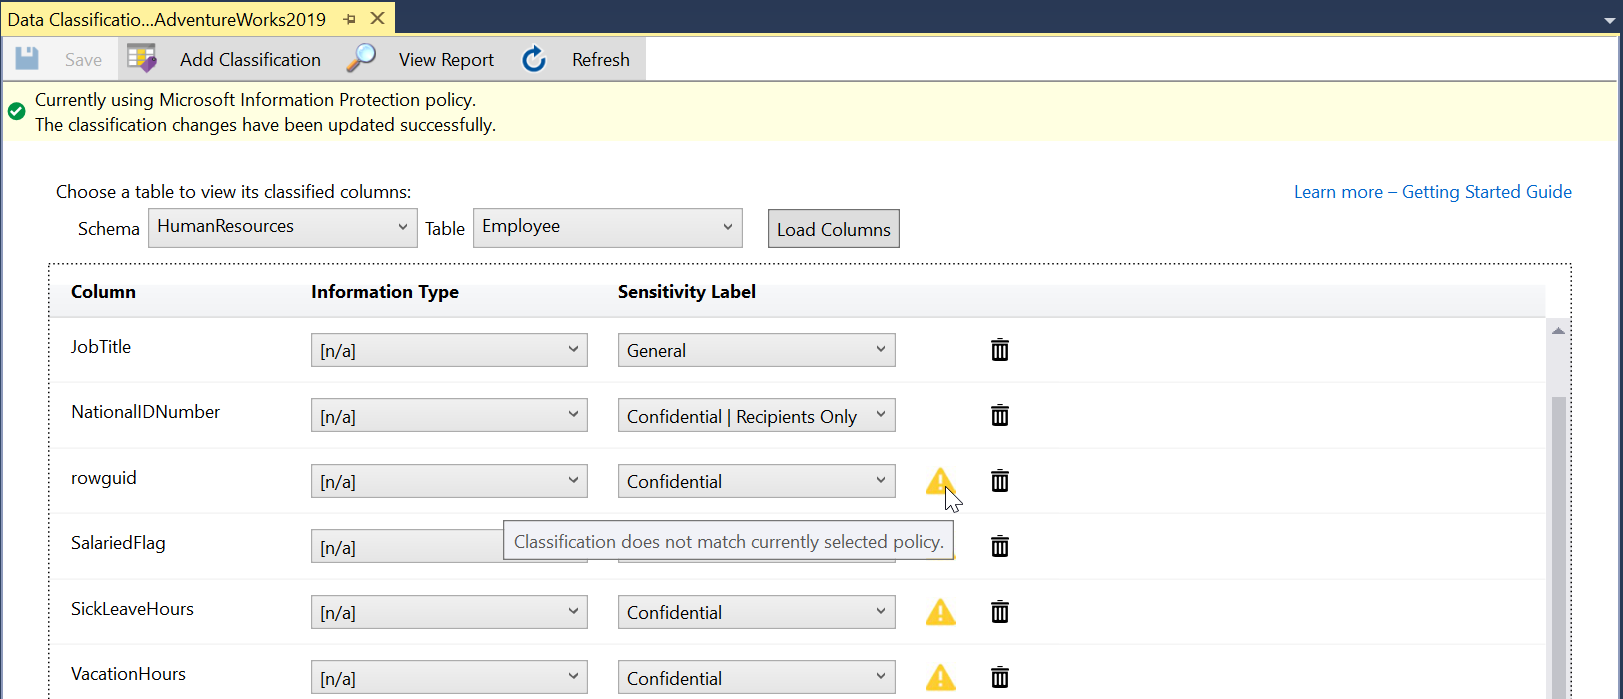 Data Classificatio...AdventureWorks2019
Save Add Classification View Report Refresh
Currently using Microsoft Information Protection policy.
The classification changes have been updated successfully.
Choose a table to view its classified columns: Learn more – Getting Started Guide
Schema HumanResources Table Employee Load Columns
Column Information Type Sensitivity Label
JobTitle [n/a] General
NationalIDNumber [n/a] Confidential | Recipients Only
rowguid [n/a] Confidential
Classification does not match currently selected policy.
SalariedFlag [n/a]
SickLeaveHours [n/a] Confidential
VacationHours [n/a] Confidential